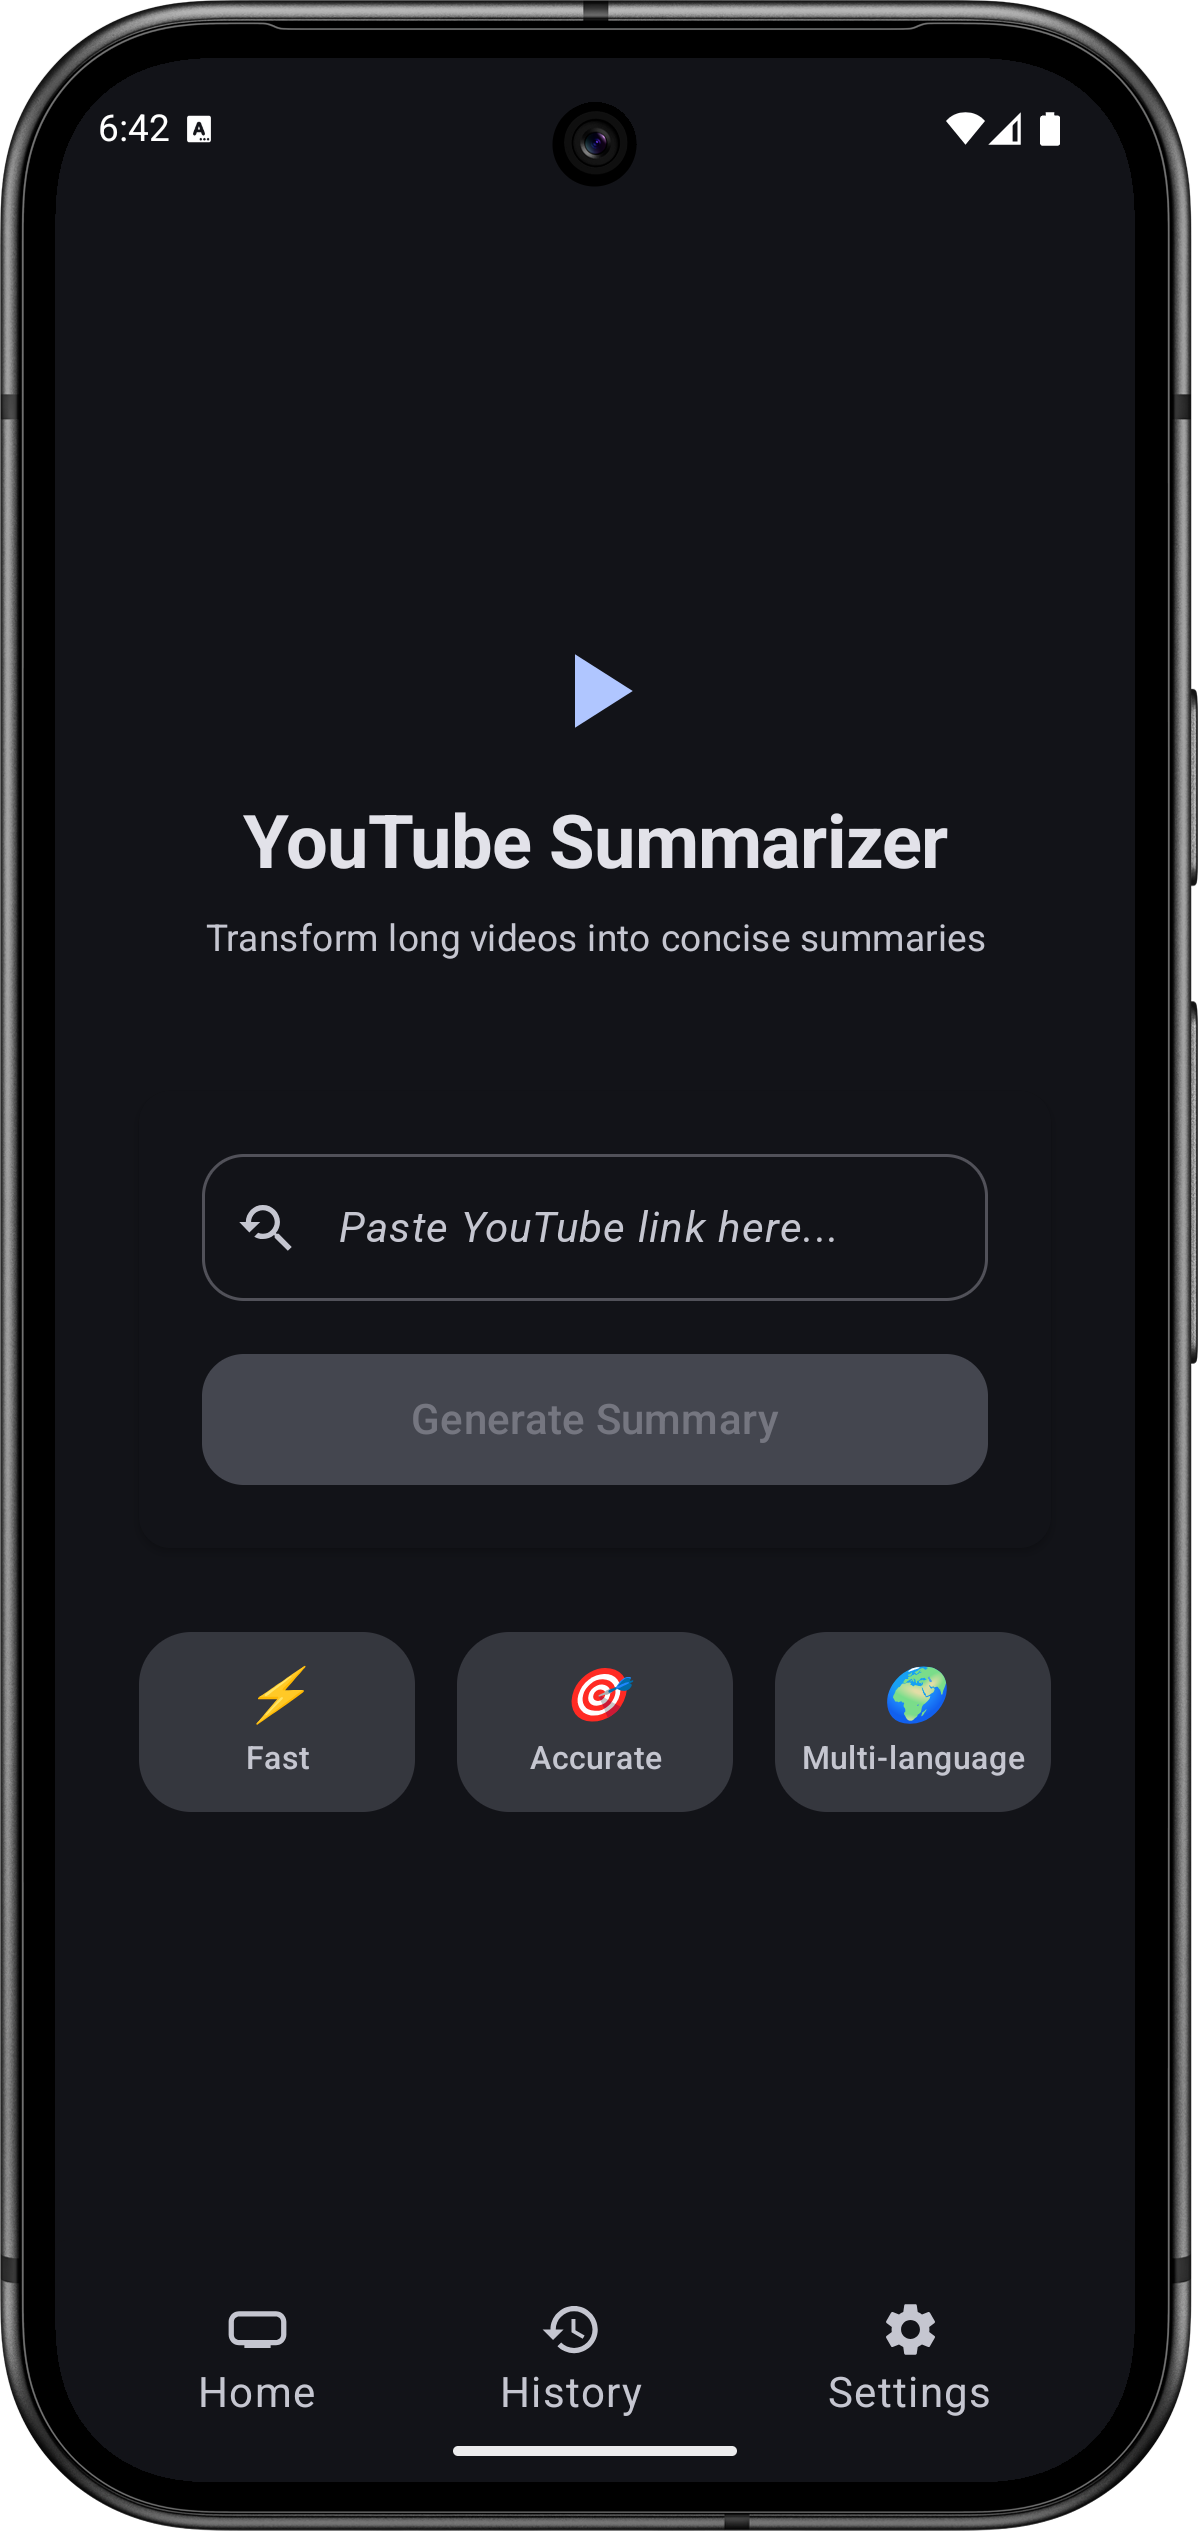 6:42
YouTube Summarizer
Transform long videos into concise summaries
Paste YouTube link here...
Generate Summary
Fast
Accurate
Multi-language
Home
History
Settings